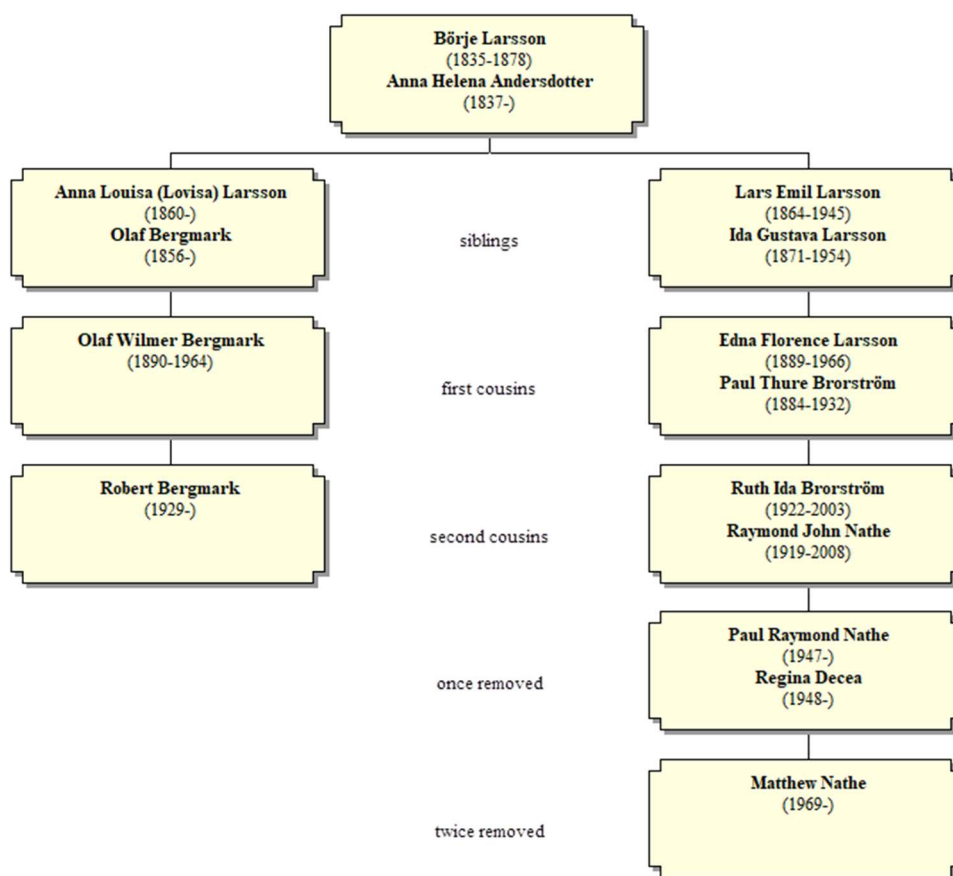 Börje Larsson
(1835-1878)
Anna Helena Andersdotter
(1837-)
Anna Louisa (Lovisa) Larsson
(1860-)
Olaf Bergmark
(1856-)
siblings
Lars Emil Larsson
(1864-1945)
Ida Gustava Larsson
(1871-1954)
Olaf Wilmer Bergmark
(1890-1964)
first cousins
Edna Florence Larsson
(1889-1966)
Paul Thure Brorström
(1884-1932)
Robert Bergmark
(1929-)
second cousins
Ruth Ida Brorström
(1922-2003)
Raymond John Nathe
(1919-2008)
once removed
Paul Raymond Nathe
(1947-)
Regina Decea
(1948-)
twice removed
Matthew Nathe
(1969-)